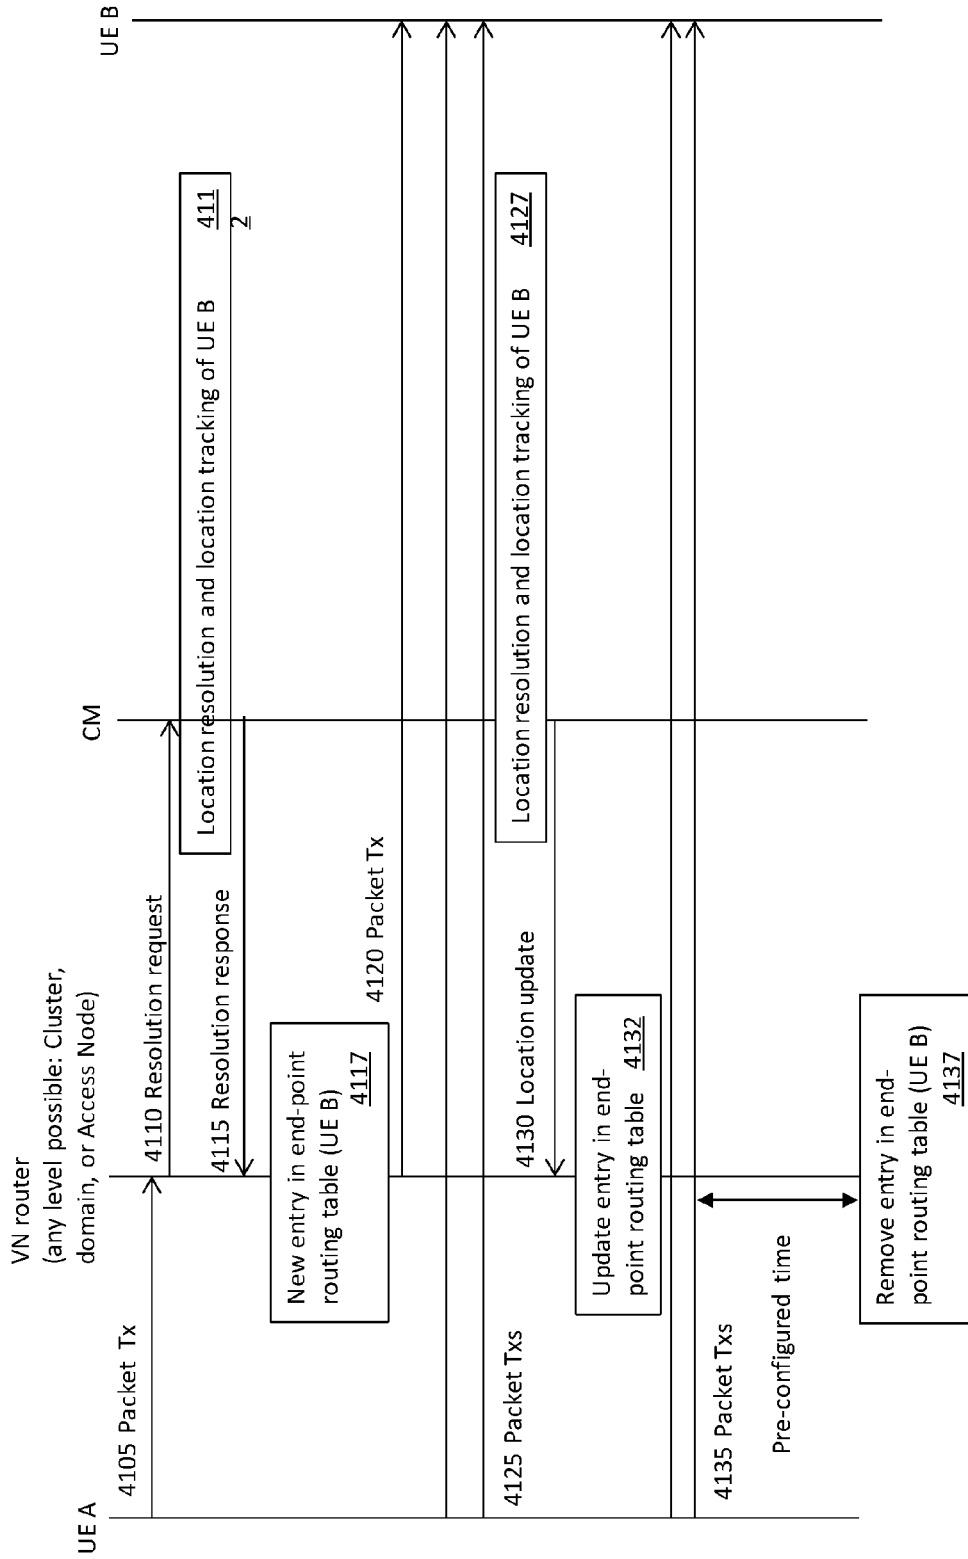 UE A
VN router
(any level possible: Cluster,
domain, or Access Node)
CM
UE B
4105 Packet Tx
4110 Resolution request
Location resolution and location tracking of UE B
411
2
4115 Resolution response
New entry in end-point
routing table (UE B)
4117
4120 Packet Tx
4125 Packet Txs
Location resolution and location tracking of UE B
4127
4130 Location update
Update entry in end-
point routing table 4132
4135 Packet Txs
Pre-configured time
Remove entry in end-
point routing table (UE B)
4137